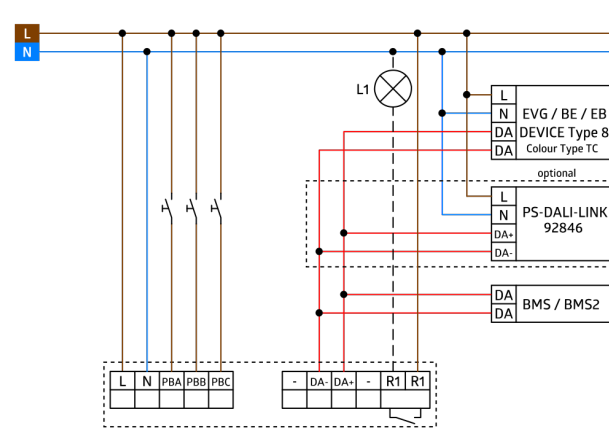 L
N
L1
L
N EVG / BE / EB
DA DEVICE Type 8
DA Colour Type TC
optional
L
N PS-DALI-LINK
DA+ 92846
DA-
DA
DA BMS / BMS2
L N PBA PBB PBC - DA- DA+ - R1 R1